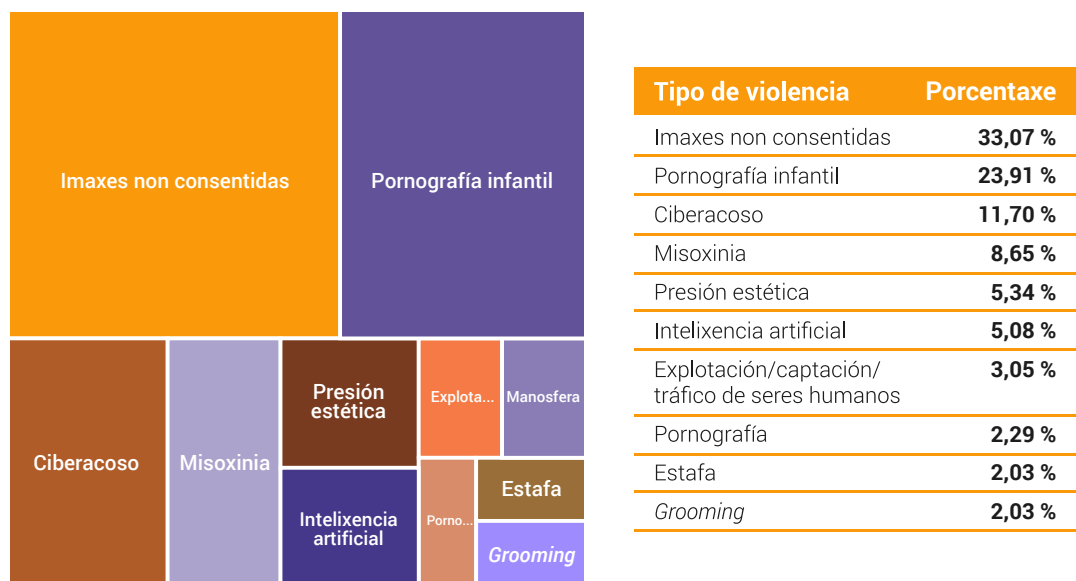 Imaxes non consentidas
Pornografía infantil
Ciberacoso
Misoxinia
Presión
estética
Intelixencia
artificial
Explota...
Manosfera
Porno...
Estafa
Grooming
Tipo de violencia Porcentaxe
Imaxes non consentidas 33,07 %
Pornografía infantil 23,91 %
Ciberacoso 11,70 %
Misoxinia 8,65 %
Presión estética 5,34 %
Intelixencia artificial 5,08 %
Explotación/captación/ 3,05 %
tráfico de seres humanos
Pornografía 2,29 %
Estafa 2,03 %
Grooming 2,03 %